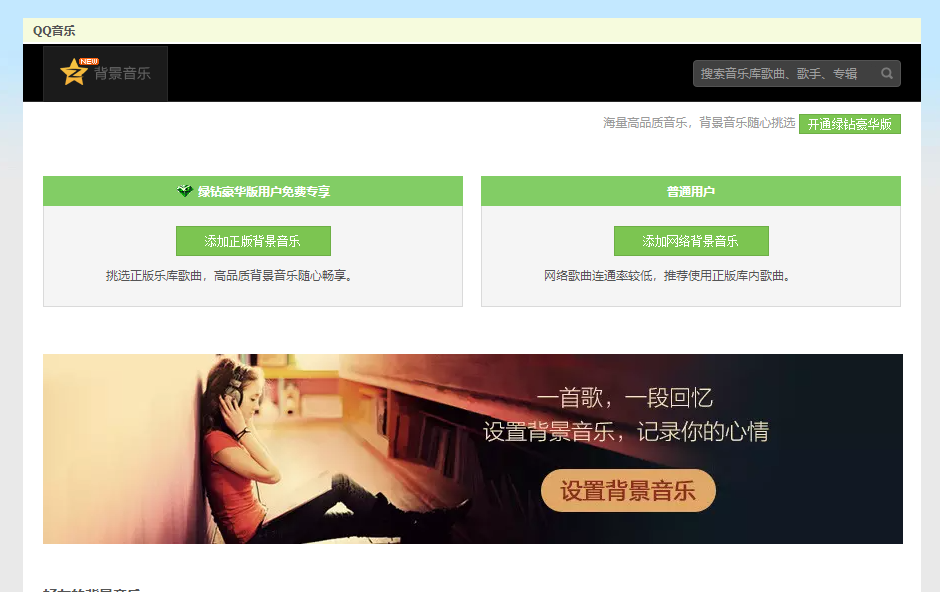 QQ音乐
NEW
背景音乐
搜索音乐库歌曲、歌手、专辑
海量高品质音乐，背景音乐随心挑选 开通绿钻豪华版
绿钻豪华版用户免费专享
普通用户
添加正版背景音乐
添加网络背景音乐
挑选正版乐库歌曲，高品质背景音乐随心畅享。
网络歌曲连通率较低，推荐使用正版库内歌曲。
一首歌，一段回忆
设置背景音乐，记录你的心情
设置背景音乐
好友的背景音乐